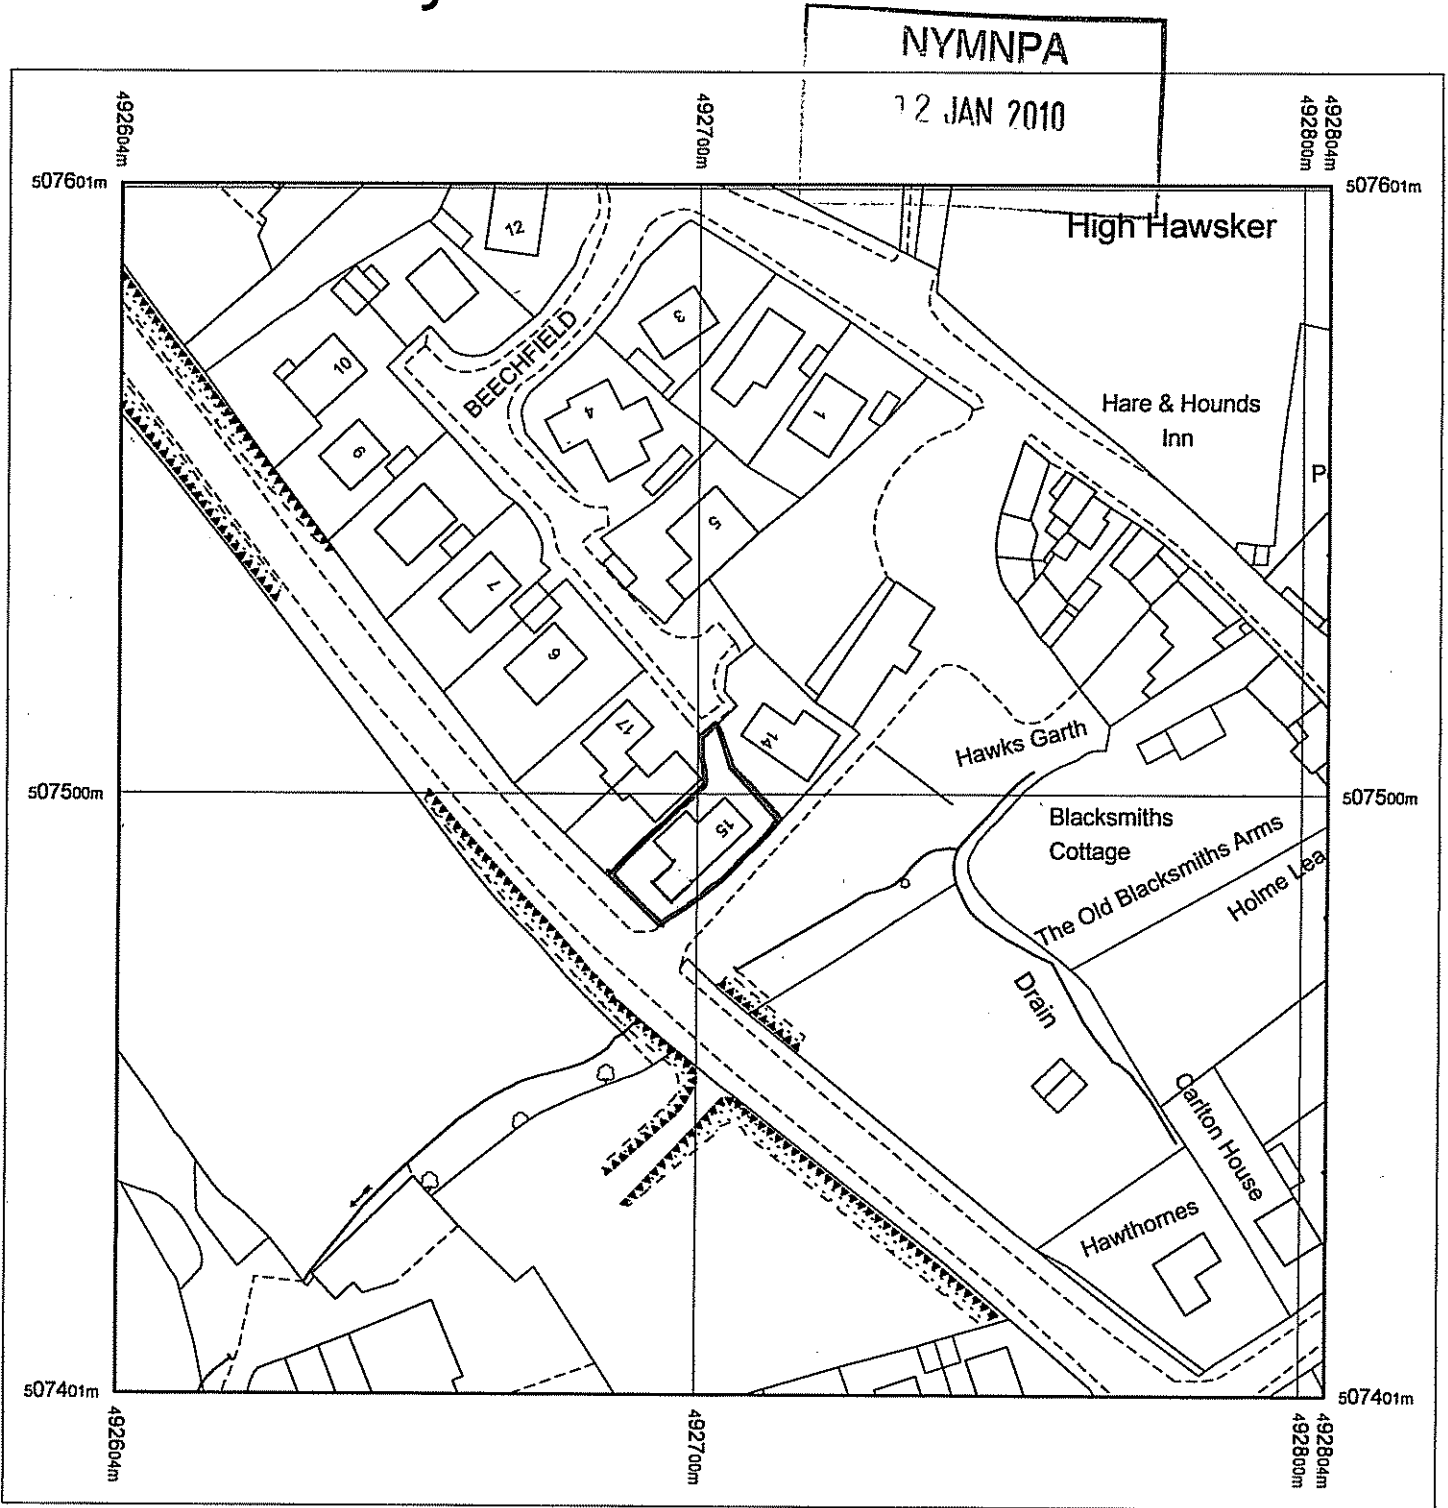 NYMNPA
12 JAN 2010
492604m
492700m
492800m
492804m
507601m
507601m
High Hawsker
12
BEECHFIELD
3
10
4
1
Hare & Hounds
Inn
9
P
5
7
6
17
14
Hawks Garth
507500m
507500m
15
Blacksmiths
Cottage
The Old Blacksmiths Arms
Holme Lea
Drain
Carlton House
Hawthornes
507401m
507401m
492604m
492700m
492800m
492804m